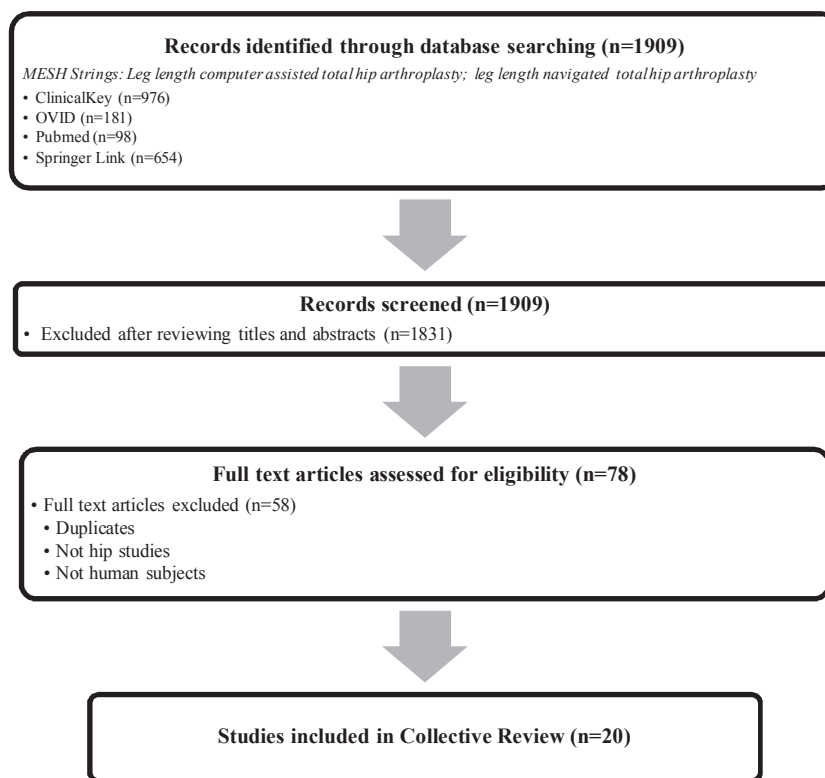 Records identified through database searching (n=1909)
MESH Strings: Leg length computer assisted total hip arthroplasty; leg length navigated total hip arthroplasty
• ClinicalKey (n=976)
• OVID (n=181)
• Pubmed (n=98)
• Springer Link (n=654)
Records screened (n=1909)
• Excluded after reviewing titles and abstracts (n=1831)
Full text articles assessed for eligibility (n=78)
• Full text articles excluded (n=58)
• Duplicates
• Not hip studies
• Not human subjects
Studies included in Collective Review (n=20)